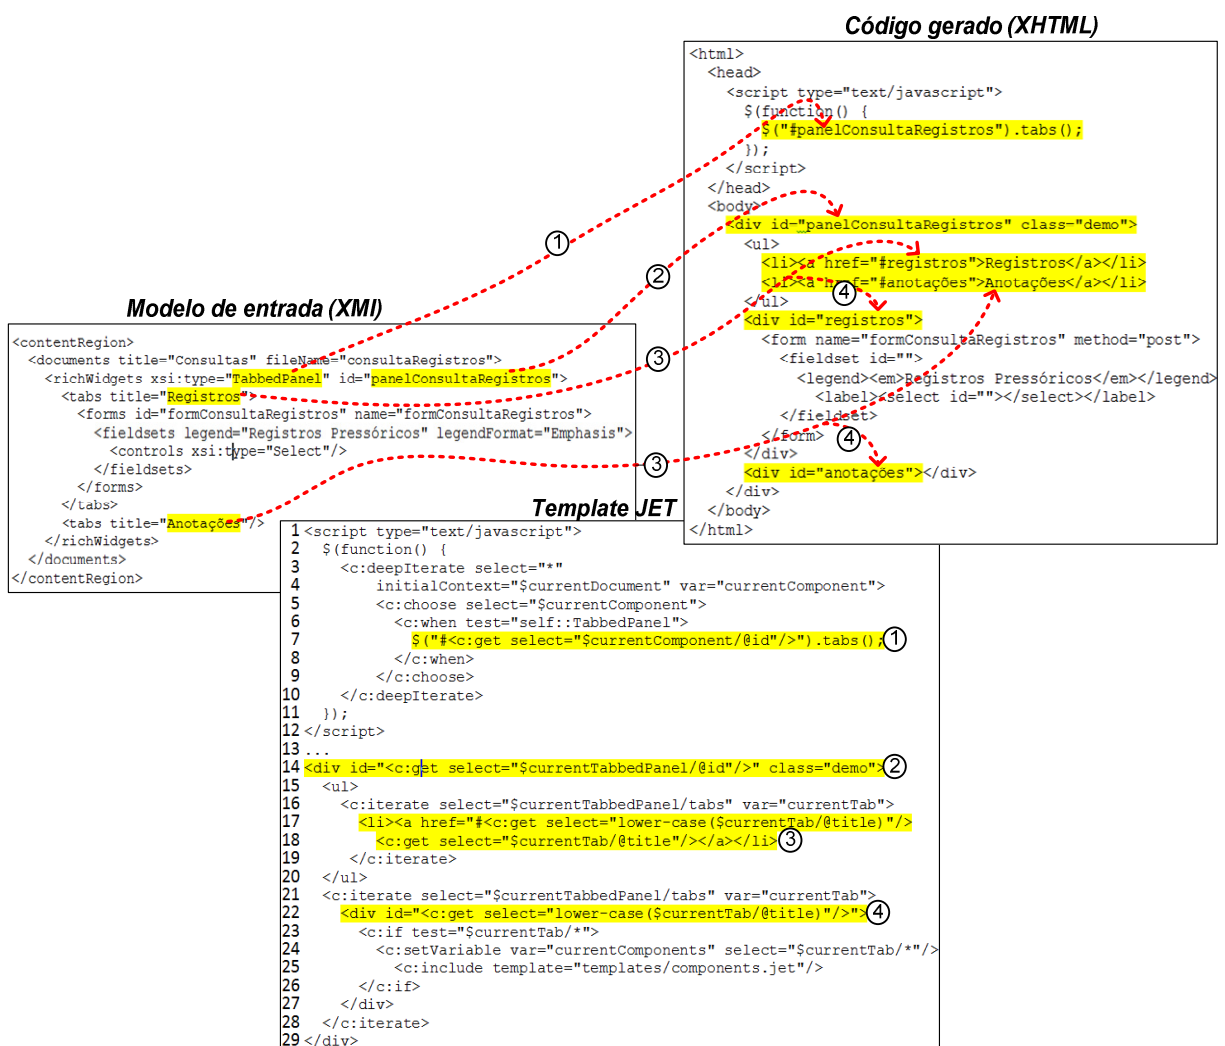 Código gerado (XHTML)
<html>
<head>
<script type="text/javascript">
$(function() {
$("#panelConsultaRegistros").tabs();
});
</script>
</head>
<body>
<div id="panelConsultaRegistros" class="demo">
<ul>
<li><a href="#registros">Registros</a></li>
<li><a href="#anotações">Anotações</a></li>
</ul>
<div id="registros">
<form name="formConsultaRegistros" method="post">
<fieldset id="">
<legend><em>Registros Pressóricos</em></legend>
<label><select id=""></select></label>
</fieldset>
</form>
</div>
<div id="anotações"></div>
</div>
</body>
</html>
1
2
3
3
4
4
Modelo de entrada (XMI)
<contentRegion>
<documents title="Consultas" fileName="consultaRegistros">
<richWidgets xsi:type="TabbedPanel" id="panelConsultaRegistros">
<tabs title="Registros">
<forms id="formConsultaRegistros" name="formConsultaRegistros">
<fieldsets legend="Registros Pressóricos" legendFormat="Emphasis">
<controls xsi:type="Select"/>
</fieldsets>
</forms>
</tabs>
<tabs title="Anotações"/>
</richWidgets>
</documents>
</contentRegion>
Template JET
1 <script type="text/javascript">
2 $(function() {
3 <c:deepIterate select="*"
4 initialContext="$currentDocument" var="currentComponent">
5 <c:choose select="$currentComponent">
6 <c:when test="self::TabbedPanel">
7 $("#<c:get select="$currentComponent/@id"/>").tabs(); 1
8 </c:when>
9 </c:choose>
10 </c:deepIterate>
11 });
12 </script>
13 ...
14 <div id="<c:get select="$currentTabbedPanel/@id"/>" class="demo"> 2
15 <ul>
16 <c:iterate select="$currentTabbedPanel/tabs" var="currentTab">
17 <li><a href="#<c:get select="lower-case($currentTab/@title)"/>
18 <c:get select="$currentTab/@title"/></a></li> 3
19 </c:iterate>
20 </ul>
21 <c:iterate select="$currentTabbedPanel/tabs" var="currentTab">
22 <div id="<c:get select="lower-case($currentTab/@title)"/>"> 4
23 <c:if test="$currentTab/*">
24 <c:setVariable var="currentComponents" select="$currentTab/*"/>
25 <c:include template="templates/components.jet"/>
26 </c:if>
27 </div>
28 </c:iterate>
29 </div>